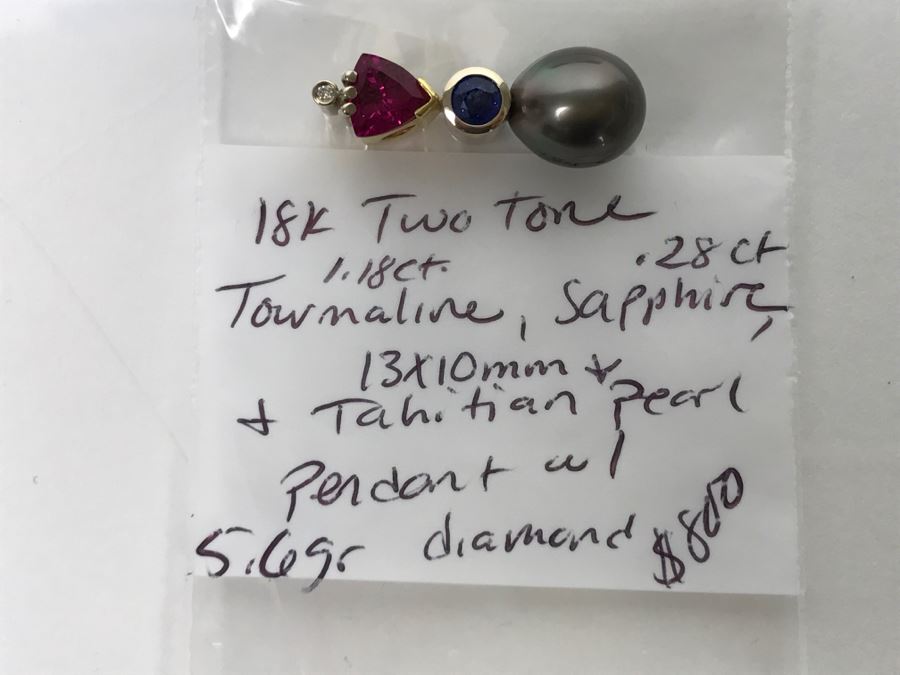 18K Two Tone
1.18ct. .28 ct
Tourmaline, Sapphire,
13X10mm
+ Tahitian Pearl
Pendant w/
5.6gr. diamond $800